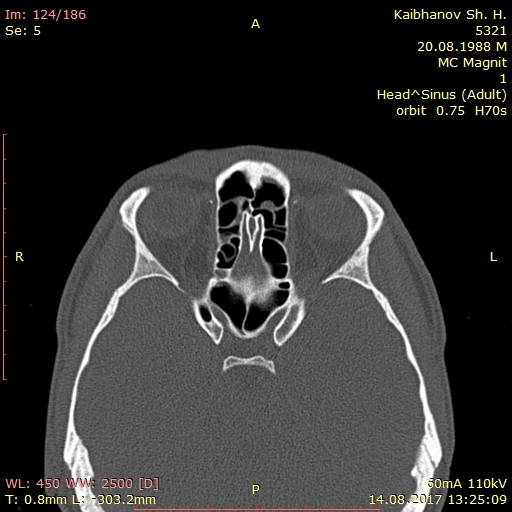 Im: 124/186
Se: 5
A
Kaibhanov Sh. H.
5321
20.08.1988 M
MC Magnit
1
Head^Sinus (Adult)
orbit 0.75 H70s
R
L
WL: 450 WW: 2500 [D]
T: 0.8mm L: -303.2mm
P
60mA 110kV
14.08.2017 13:25:09